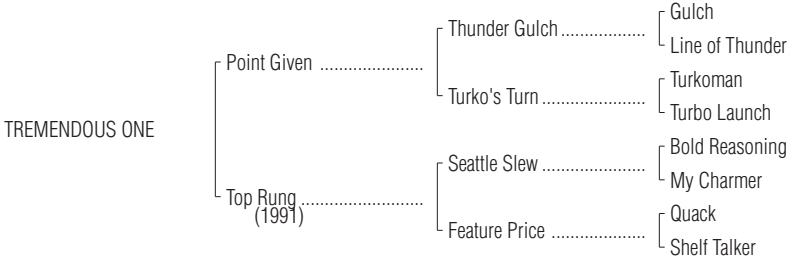 Gulch
Thunder Gulch ..................
Line of Thunder
Point Given ......................
Turkoman
Turko's Turn ......................
Turbo Launch
TREMENDOUS ONE
Bold Reasoning
Seattle Slew ......................
My Charmer
Top Rung ..........................
(1991)
Quack
Feature Price ....................
Shelf Talker